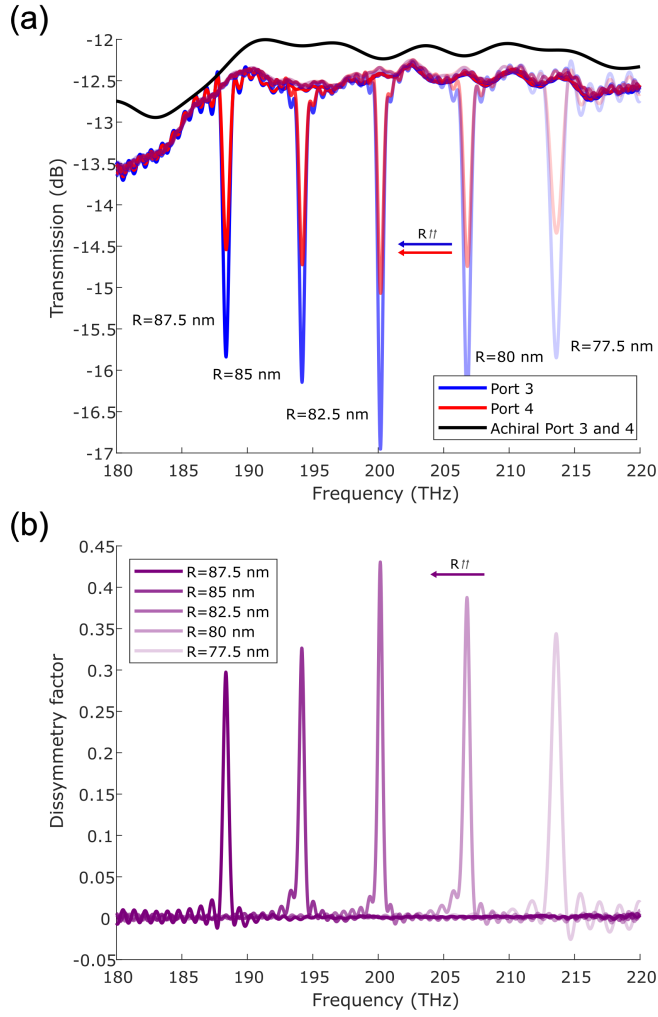 (a)
-12
-12.5
-13
-13.5
-14
-14.5
-15
-15.5
-16
-16.5
-17
Transmission (dB)
R⇈
R=87.5 nm
R=85 nm
R=82.5 nm
R=80 nm
R=77.5 nm
Port 3
Port 4
Achiral Port 3 and 4
180 185 190 195 200 205 210 215 220
Frequency (THz)
(b)
0.45
0.4
0.35
0.3
0.25
0.2
0.15
0.1
0.05
0
-0.05
Dissymmetry factor
R=87.5 nm
R=85 nm
R=82.5 nm
R=80 nm
R=77.5 nm
R⇈
180 185 190 195 200 205 210 215 220
Frequency (THz)